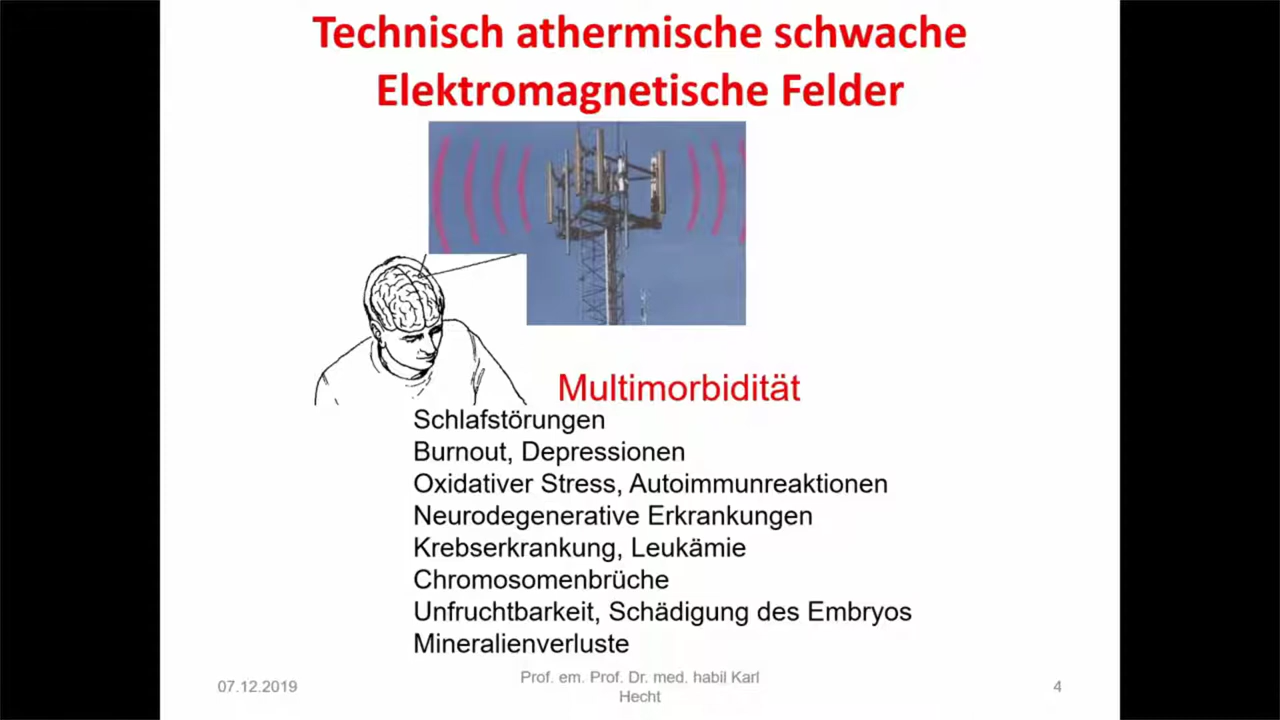 Technisch athermische schwache
Elektromagnetische Felder
Multimorbidität
Schlafstörungen
Burnout, Depressionen
Oxidativer Stress, Autoimmunreaktionen
Neurodegenerative Erkrankungen
Krebserkrankung, Leukämie
Chromosomenbrüche
Unfruchtbarkeit, Schädigung des Embryos
Mineralienverluste
07.12.2019
Prof. em. Prof. Dr. med. habil Karl
Hecht
4